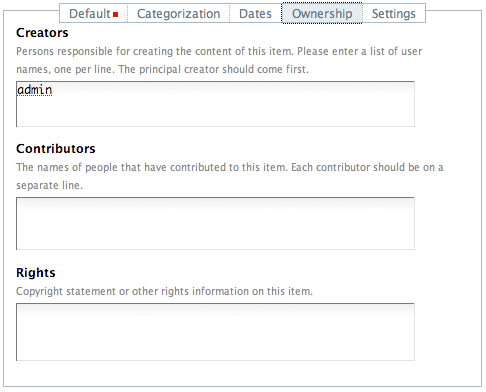 Default Categorization Dates Ownership Settings
Creators
Persons responsible for creating the content of this item. Please enter a list of user
names, one per line. The principal creator should come first.
admin
Contributors
The names of people that have contributed to this item. Each contributor should be on a
separate line.
Rights
Copyright statement or other rights information on this item.